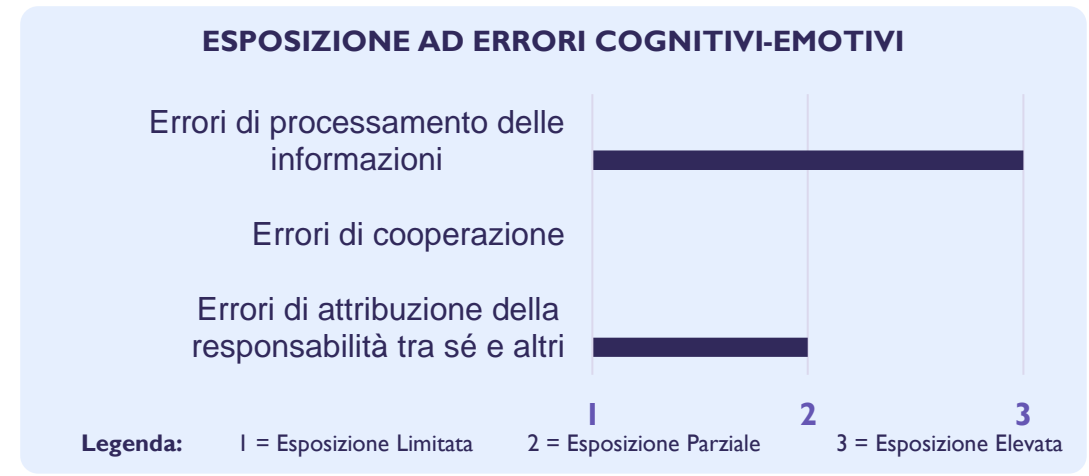 ESPOSIZIONE AD ERRORI COGNITIVI-EMOTIVI
Errori di processamento delle
informazioni
Errori di cooperazione
Errori di attribuzione della
responsabilità tra sé e altri
1 2 3
Legenda: 1 = Esposizione Limitata 2 = Esposizione Parziale 3 = Esposizione Elevata